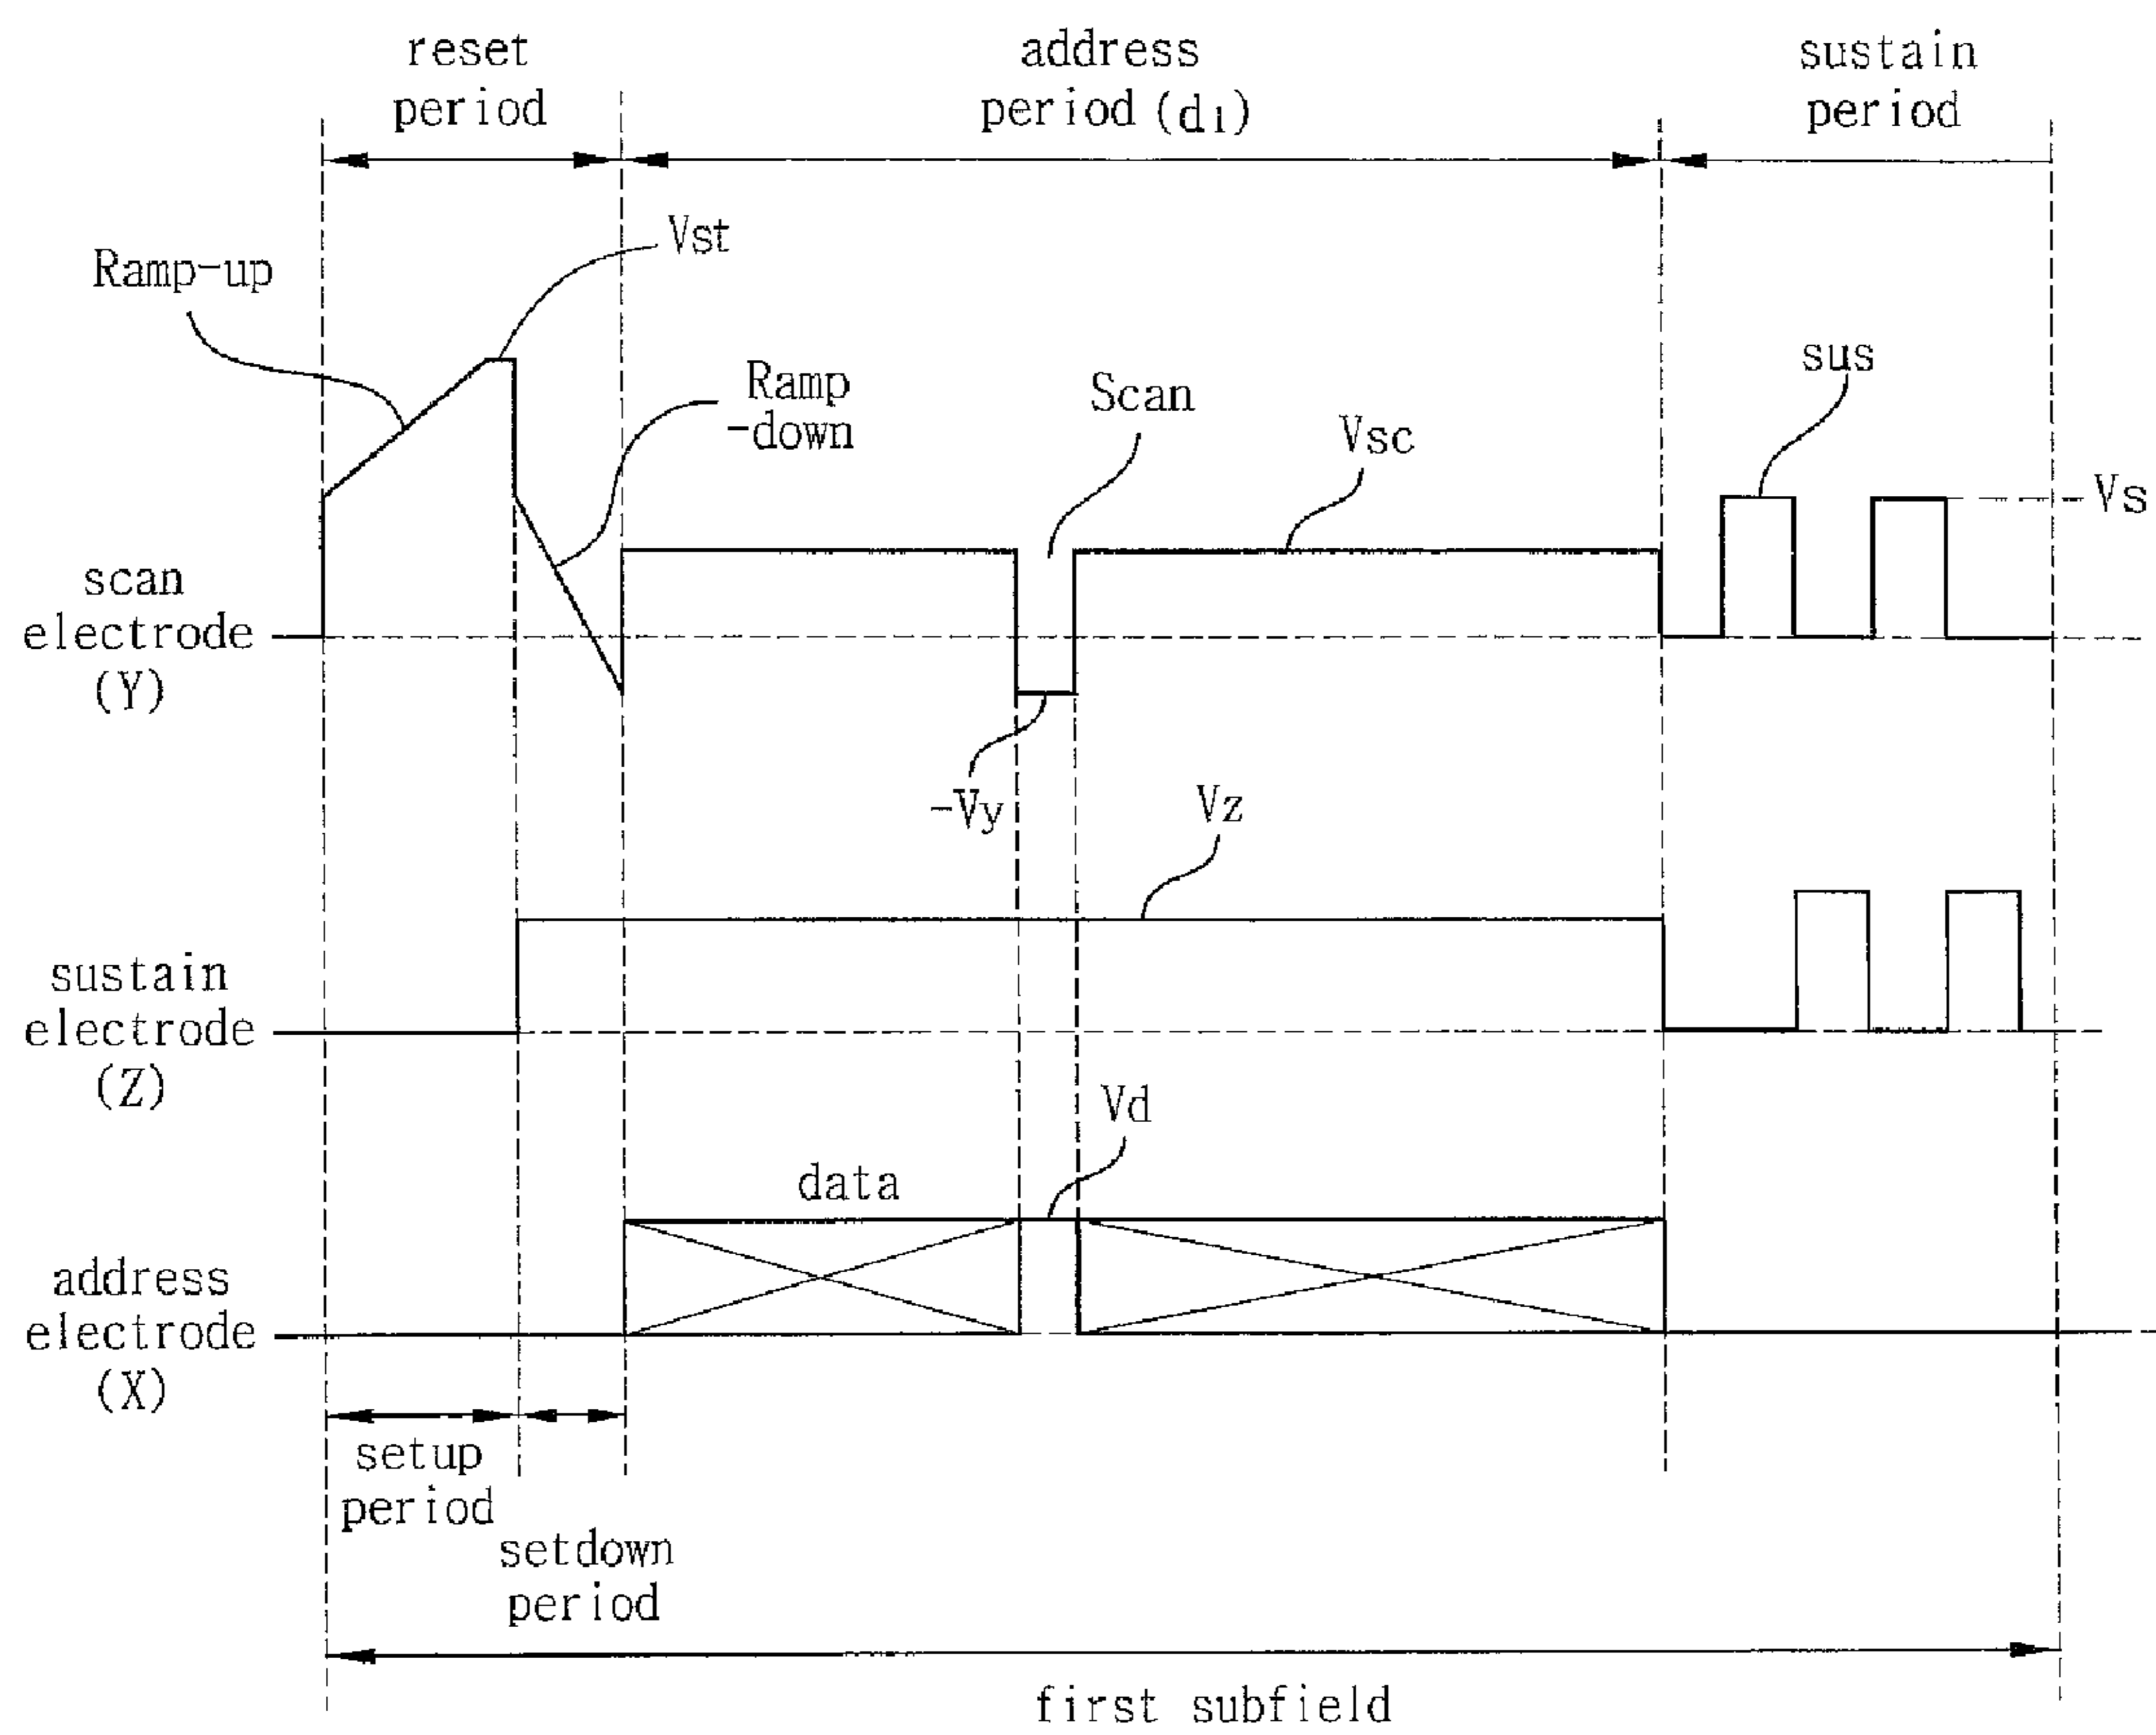 reset
period
address
period (d1)
sustain
period
Vst
Ramp-up
Ramp
-down
Scan
Vsc
sus
Vs
scan
electrode
(Y)
-Vy
Vz
sustain
electrode
(Z)
Vd
data
address
electrode
(X)
setup
period
setdown
period
first subfield